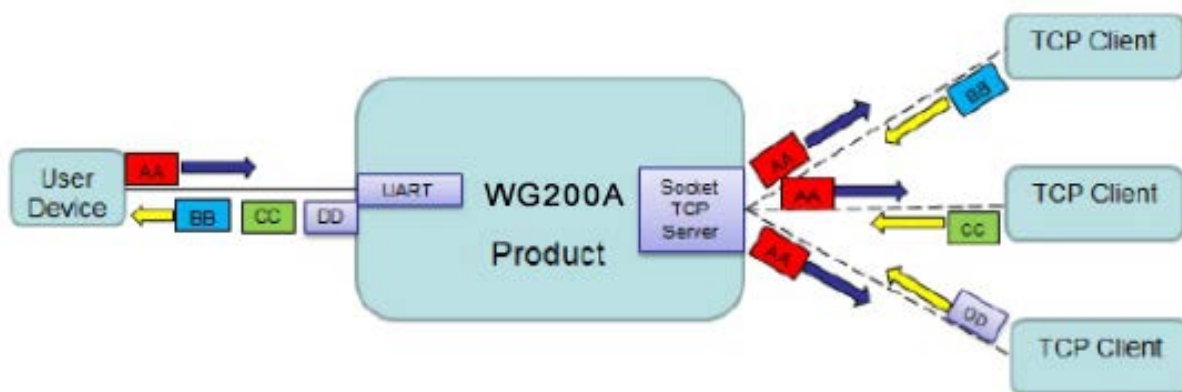 TCP Client
BB
AA
AA
User
Device
BB
CC
DD
UART
WG200A
Product
Socket
TCP
Server
AA
TCP Client
CC
AA
DD
TCP Client